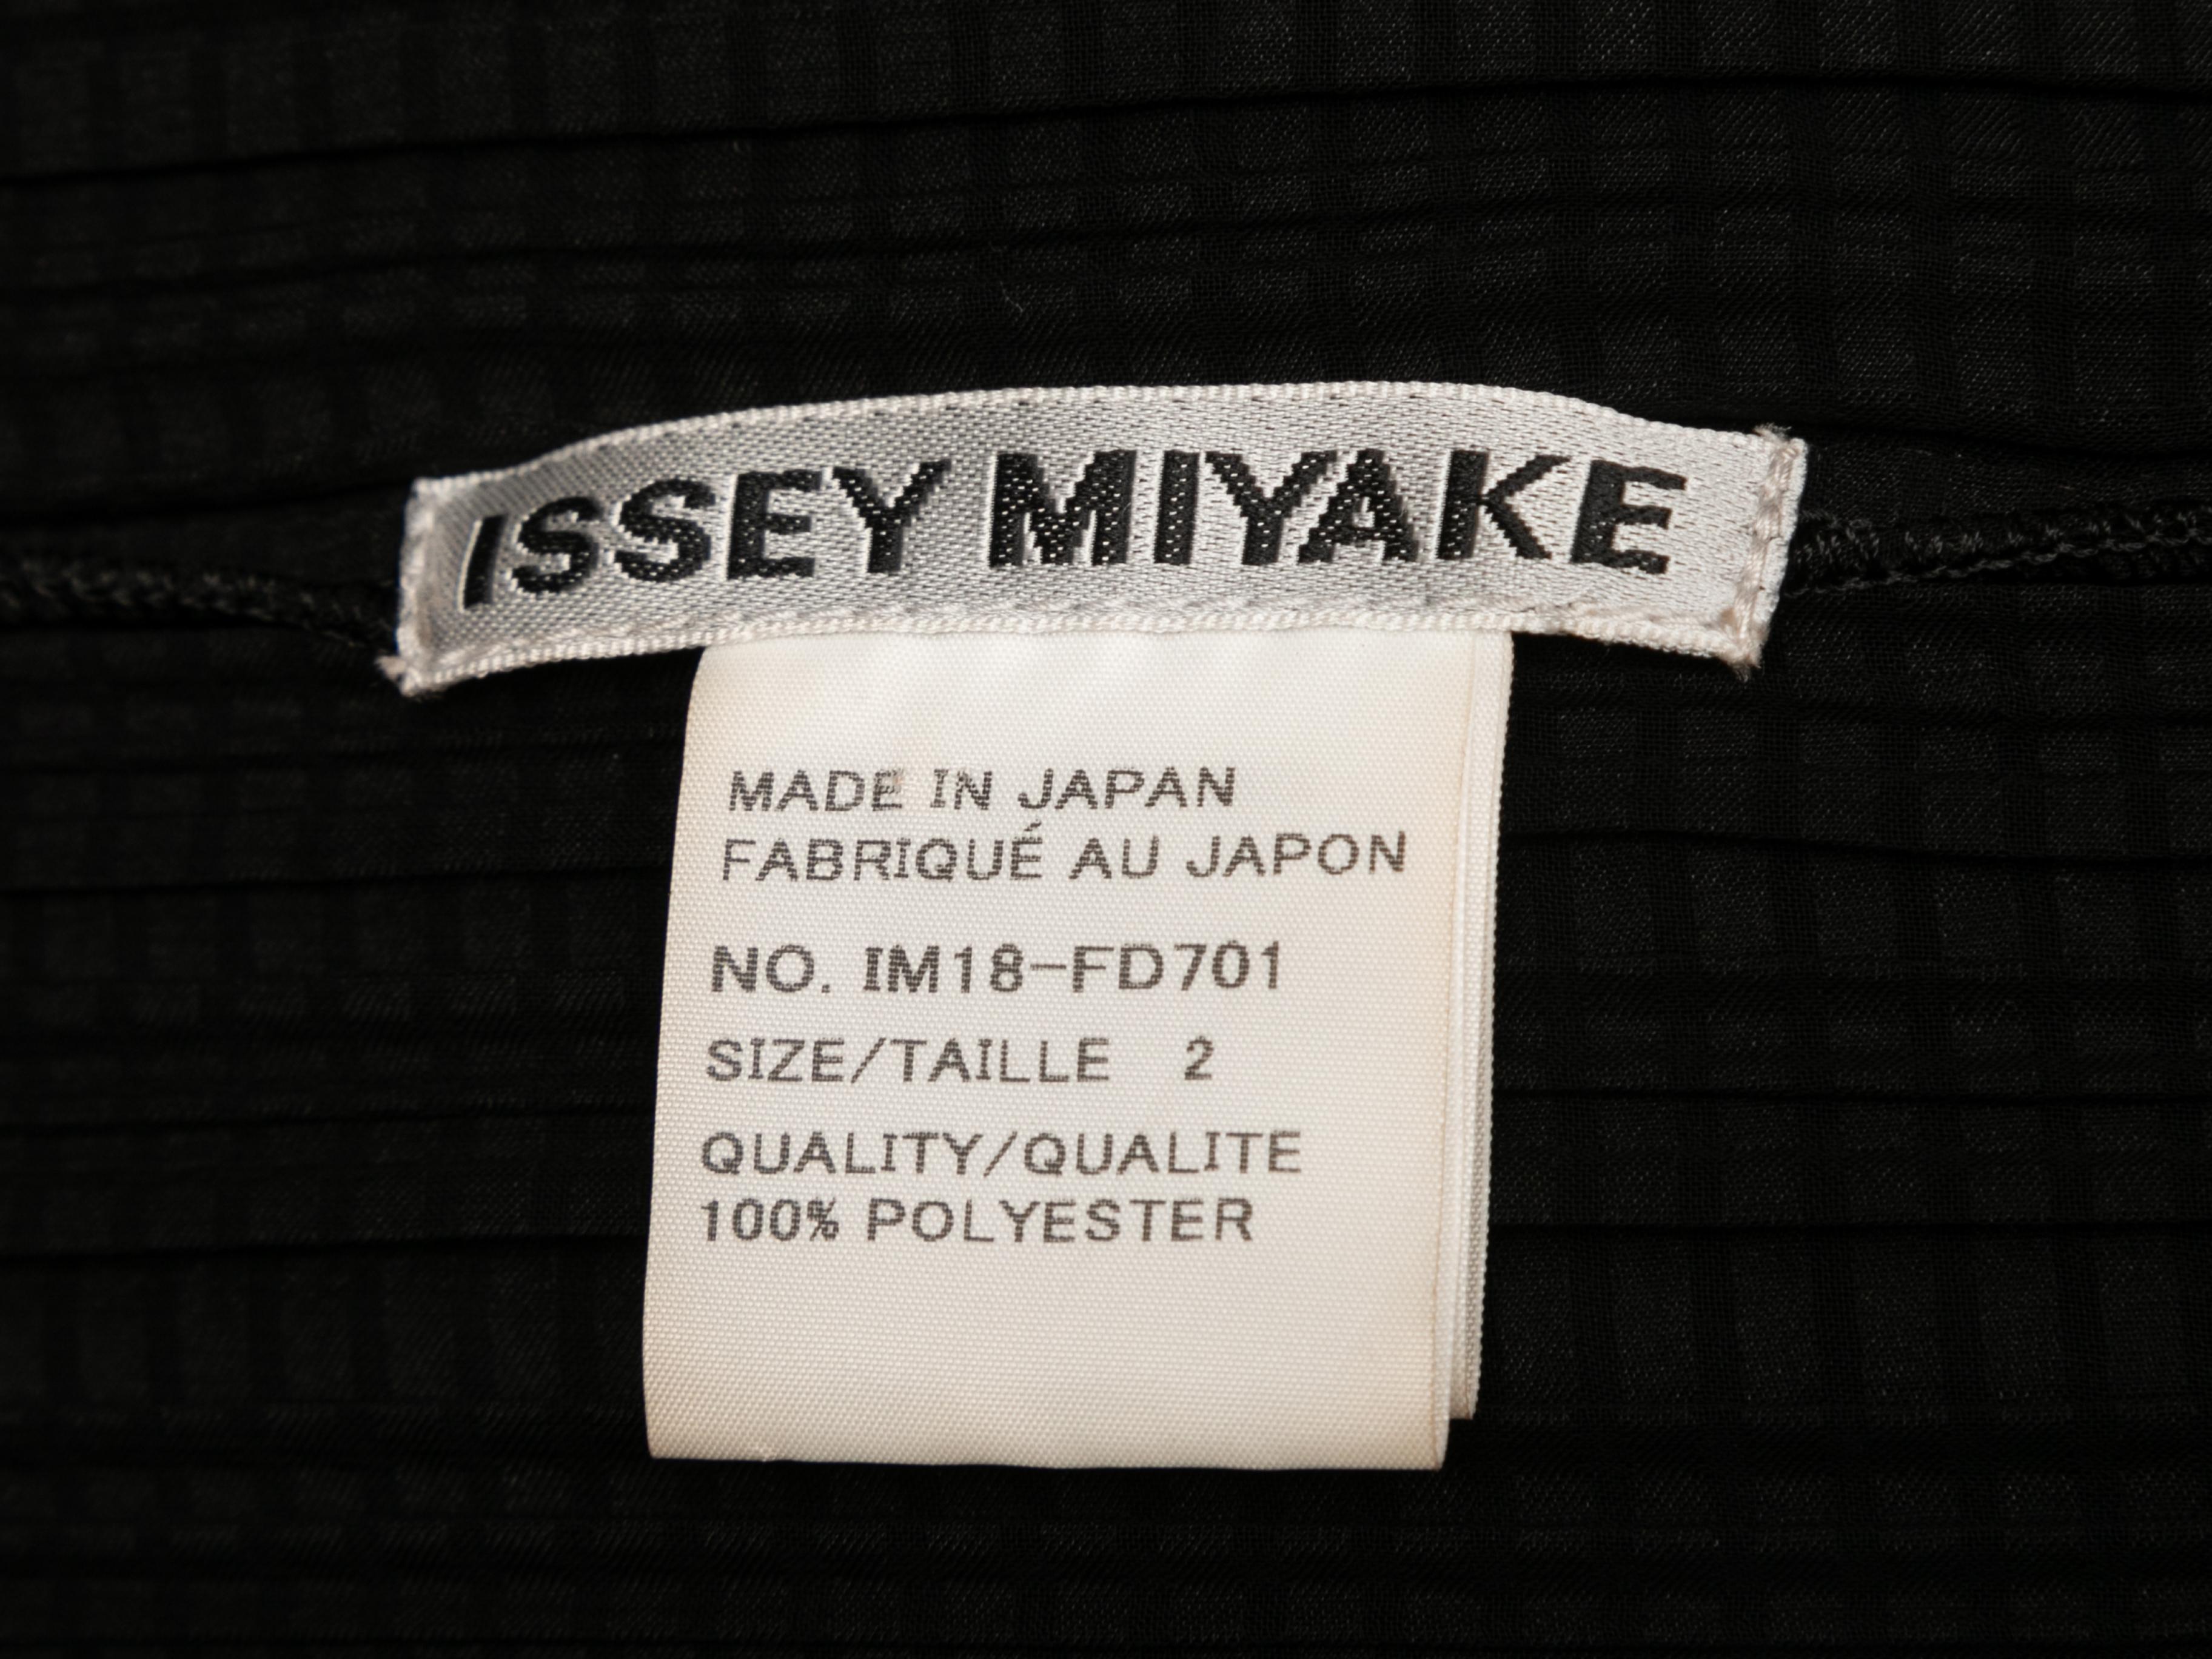 ISSEY MIYAKE
MADE IN JAPAN
FABRIQUÉ AU JAPON
NO. IM18-FD701
SIZE/TAILLE 2
QUALITY/QUALITE
100% POLYESTER